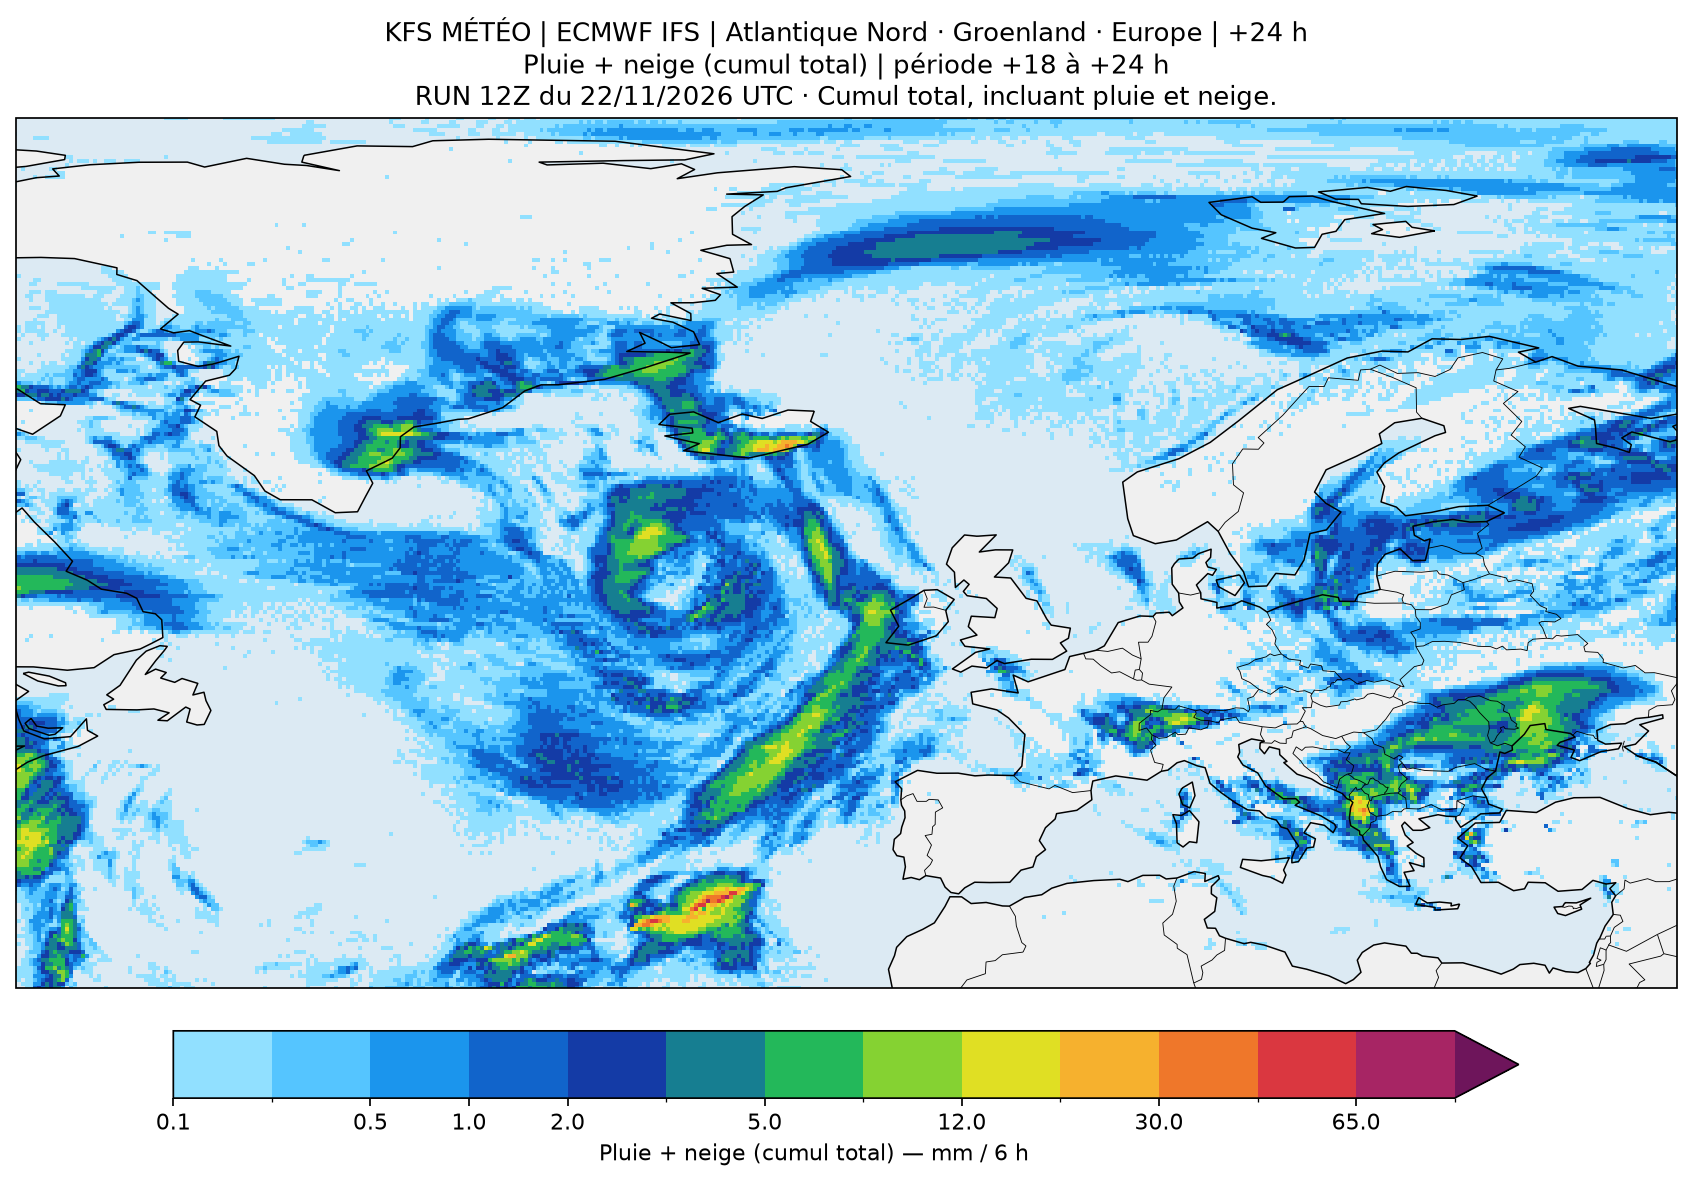 KFS MÉTÉO | ECMWF IFS | Atlantique Nord · Groenland · Europe | +24 h
Pluie + neige (cumul total) | période +18 à +24 h
RUN 12Z du 22/11/2026 UTC · Cumul total, incluant pluie et neige.
0.1 0.5 1.0 2.0 5.0 12.0 30.0 65.0
Pluie + neige (cumul total) — mm / 6 h